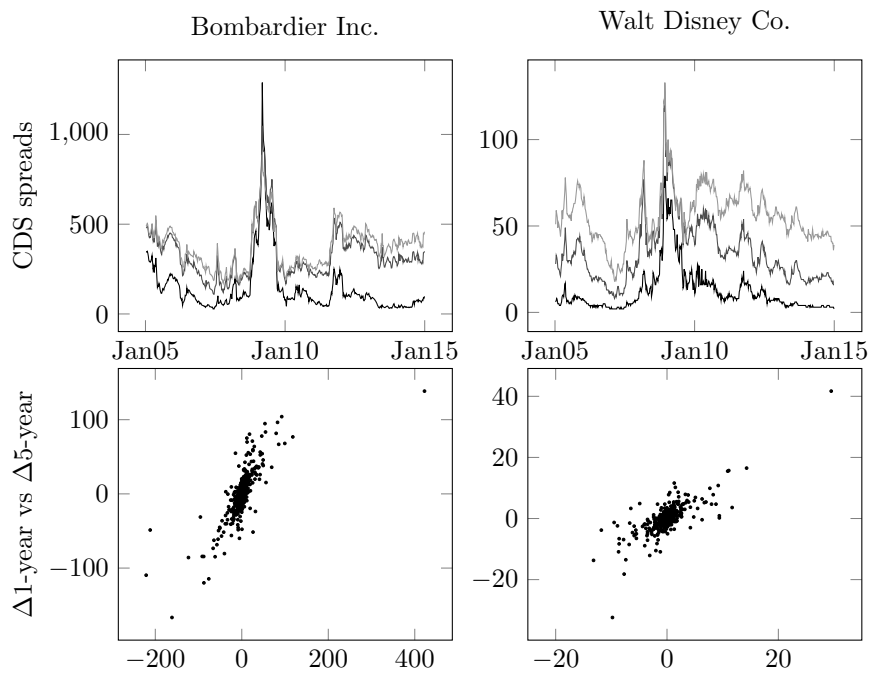 Bombardier Inc.
Walt Disney Co.
CDS spreads
1,000
500
0
Jan05 Jan10 Jan15
100
50
0
Jan05 Jan10 Jan15
Δ1-year vs Δ5-year
100
0
−100
−200 0 200 400
40
20
0
−20
−20 0 20